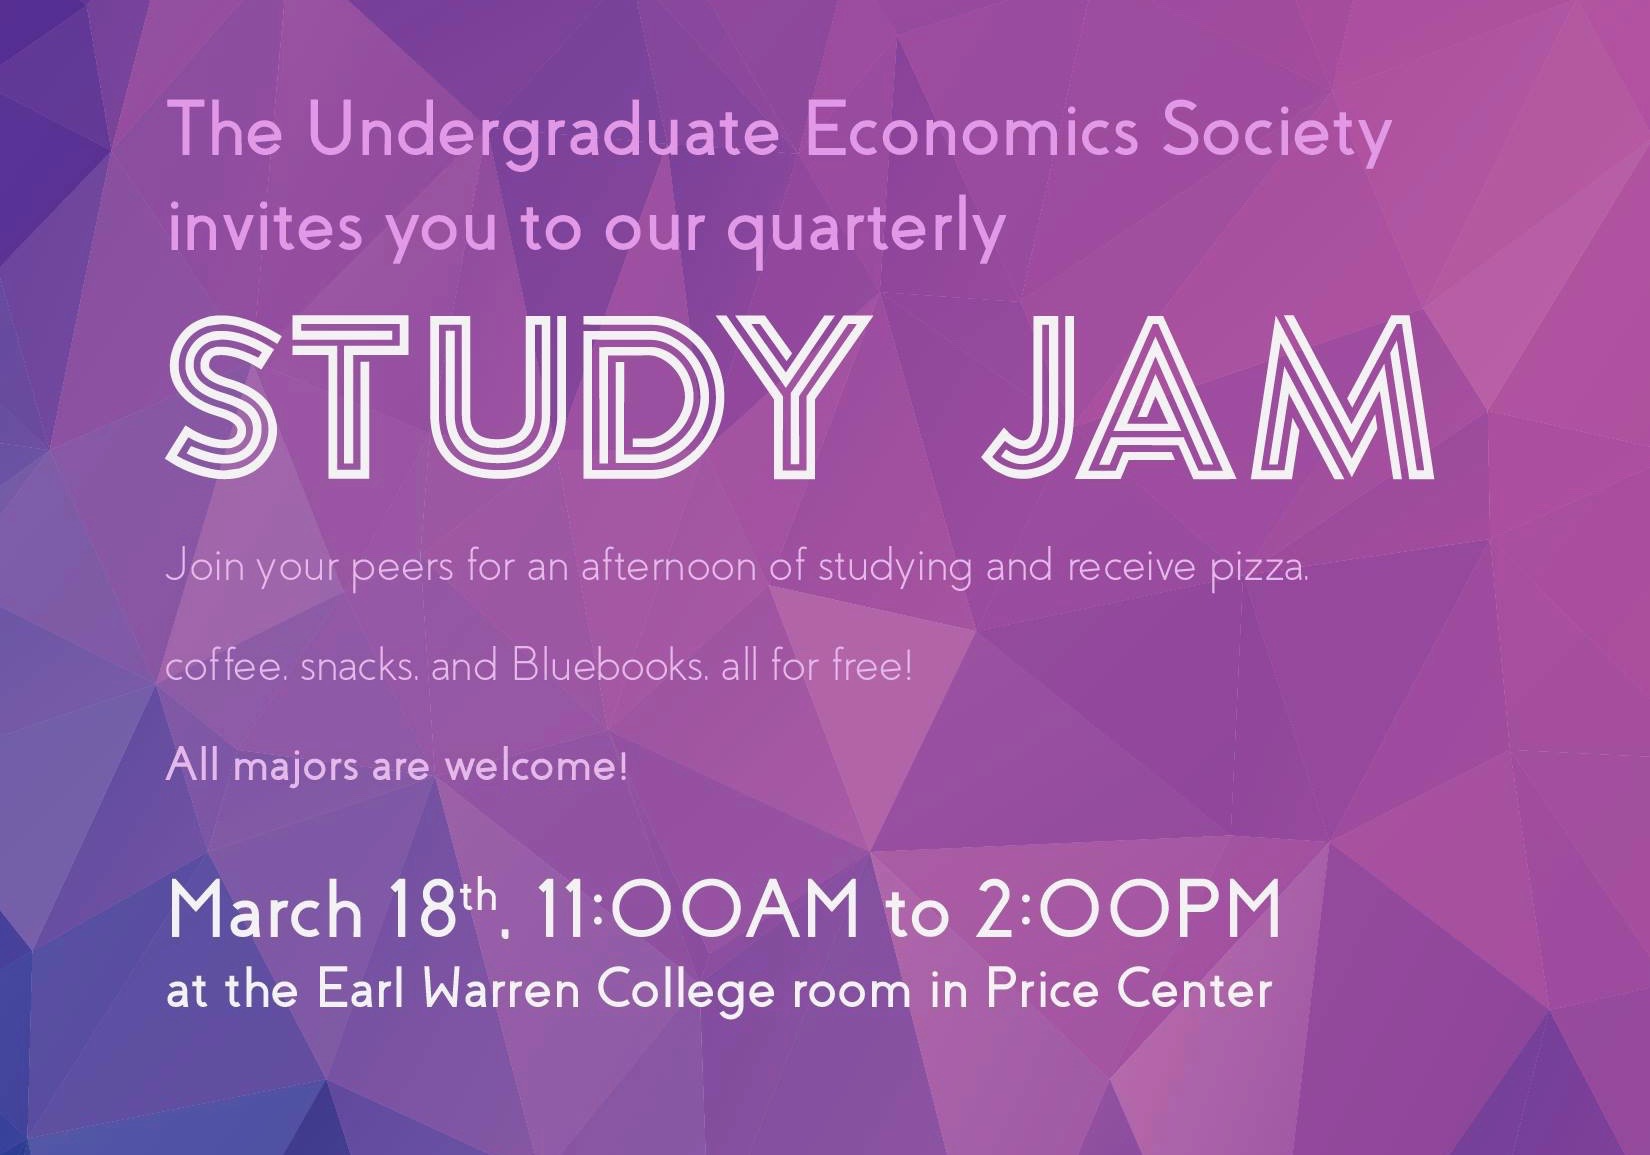 The Undergraduate Economics Society
invites you to our quarterly
STUDY JAM
Join your peers for an afternoon of studying and receive pizza,
coffee, snacks, and Bluebooks, all for free!
All majors are welcome!
March 18th, 11:00AM to 2:00PM
at the Earl Warren College room in Price Center